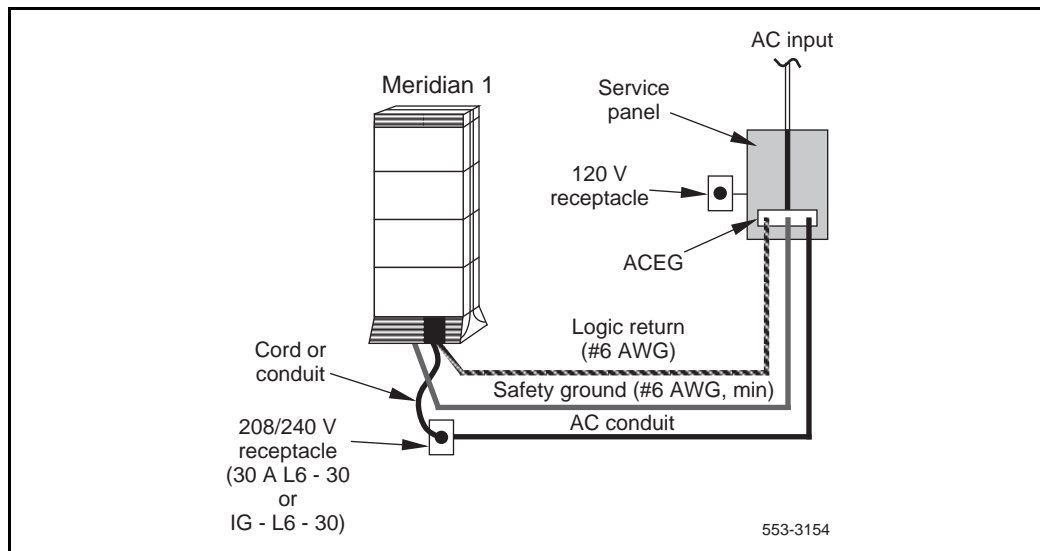 AC input
Meridian 1
Service
panel
120 V
receptacle
ACEG
Logic return
(#6 AWG)
Cord or
conduit
Safety ground (#6 AWG, min)
AC conduit
208/240 V
receptacle
(30 A L6 - 30
or
IG - L6 - 30)
553-3154